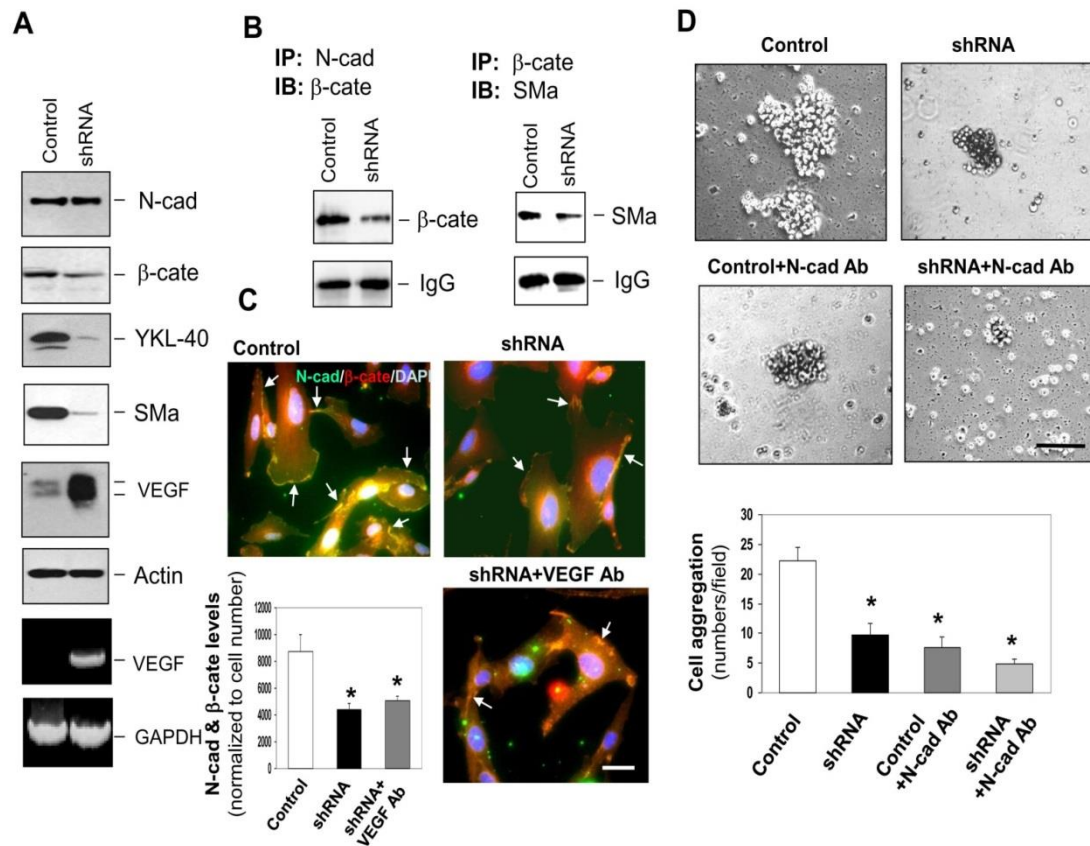 A
Control
shRNA
N-cad
β-cate
YKL-40
SMa
VEGF
Actin
VEGF
GAPDH
B
IP: N-cad
IB: β-cate
Control
shRNA
β-cate
IgG
IP: β-cate
IB: SMa
Control
shRNA
SMa
IgG
C
Control
N-cad/β-cate/DAPI
shRNA
shRNA+VEGF Ab
N-cad & β-cate levels
(normalized to cell number)
12000
10000
8000
6000
4000
2000
0
*
*
Control
shRNA
shRNA+
VEGF Ab
D
Control
shRNA
Control+N-cad Ab
shRNA+N-cad Ab
Cell aggregation
(numbers/field)
30
25
20
15
10
5
0
*
*
*
Control
shRNA
Control
+N-cad Ab
shRNA
+N-cad Ab